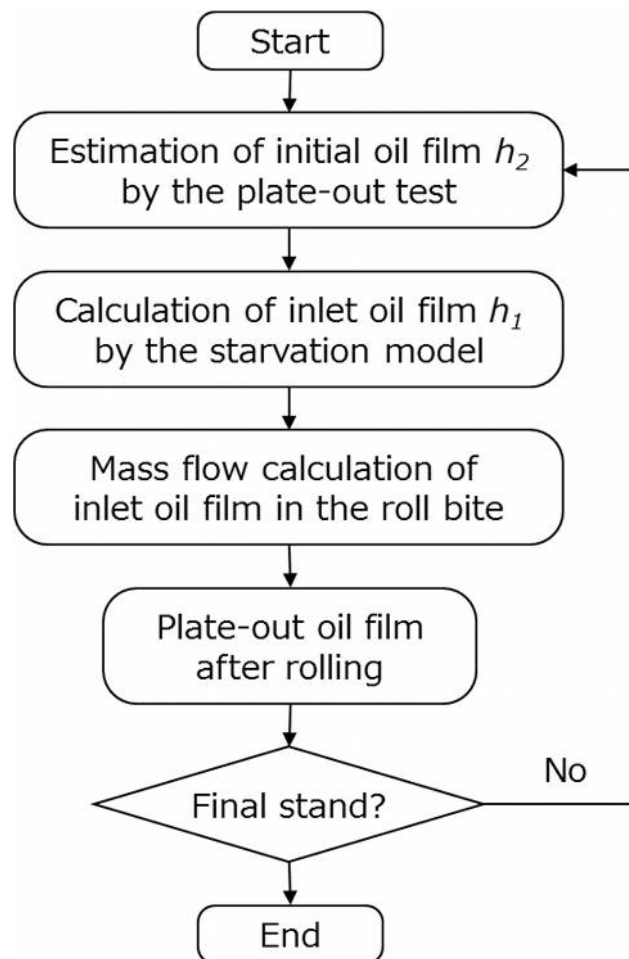 Start
Estimation of initial oil film h2
by the plate-out test
Calculation of inlet oil film h1
by the starvation model
Mass flow calculation of
inlet oil film in the roll bite
Plate-out oil film
after rolling
No
Final stand?
End